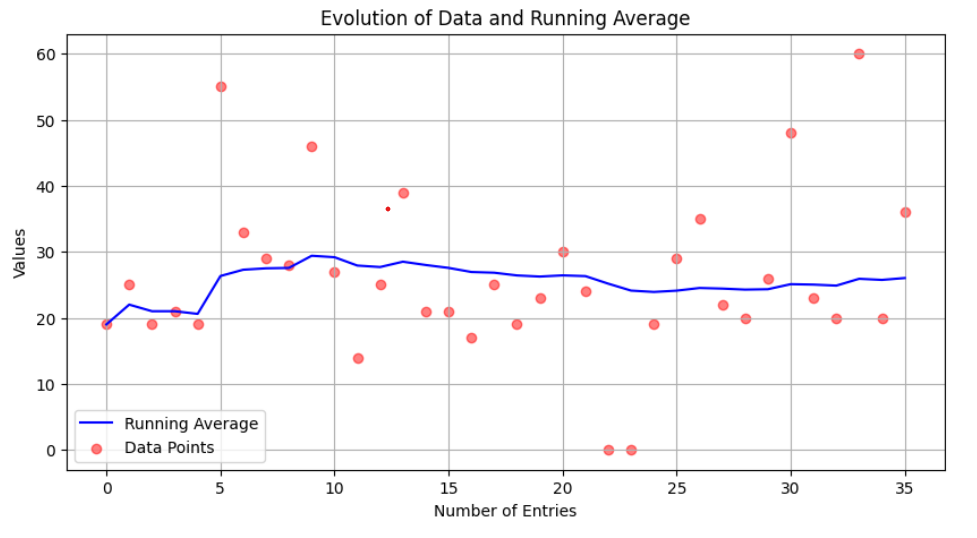 Evolution of Data and Running Average
60
50
40
30
20
10
0
Values
Running Average
Data Points
0 5 10 15 20 25 30 35
Number of Entries